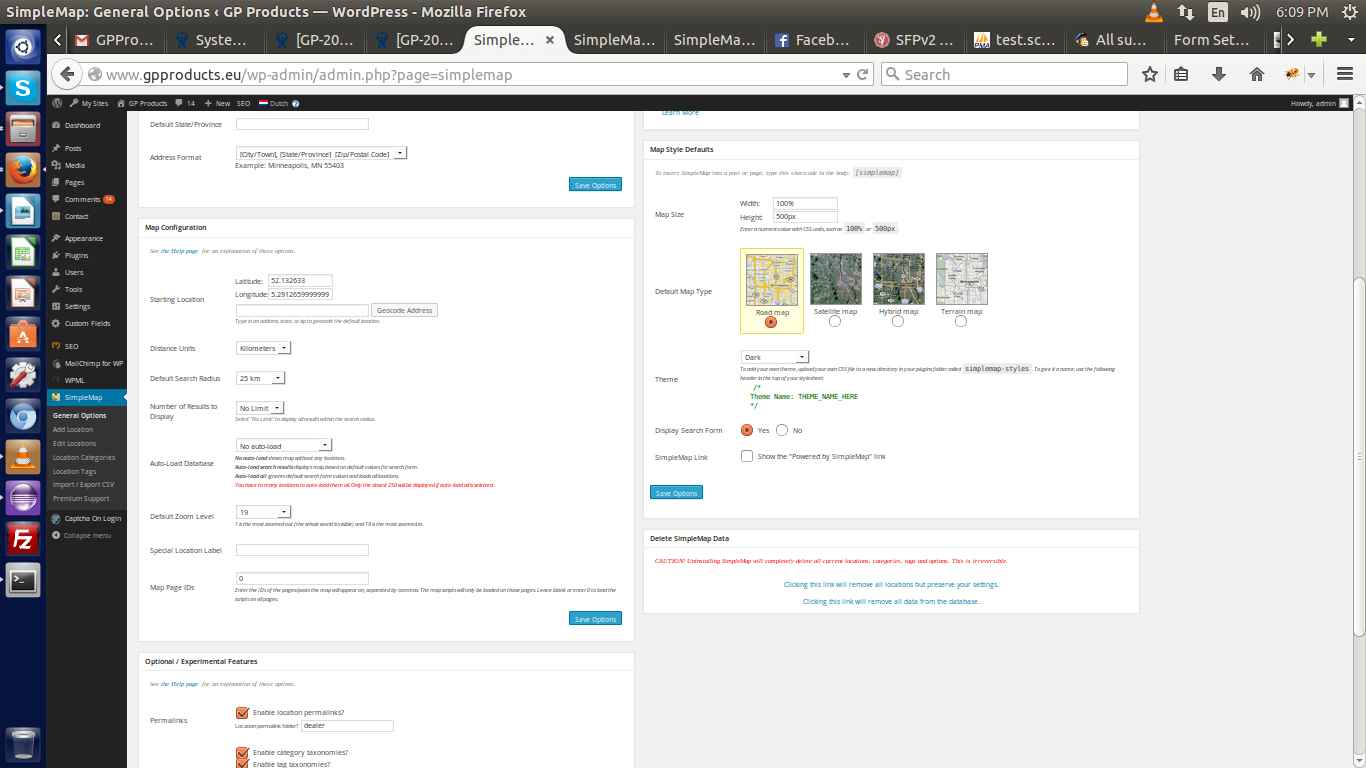 SimpleMap: General Options ‹ GP Products — WordPress - Mozilla Firefox
En
6:09 PM
GPPro...
Syste...
[GP-20...
[GP-20...
Simple...
SimpleMa...
SimpleMa...
Faceb...
SFPv2 ...
test.sc...
All su...
Form Set...
www.gpproducts.eu/wp-admin/admin.php?page=simplemap
Search
My Sites
GP Products
14
New
SEO
Dutch
Howdy, admin
Dashboard
Posts
Media
Pages
Comments 14
Contact
Appearance
Plugins
Users
Tools
Settings
Custom Fields
SEO
MailChimp for WP
WPML
SimpleMap
General Options
Add Location
Edit Locations
Location Categories
Location Tags
Import / Export CSV
Premium Support
Captcha On Login
Collapse menu
Default State/Province
Address Format
[City/Town], [State/Province] [Zip/Postal Code]
Example: Minneapolis, MN 55403
Save Options
Map Configuration
See the Help page for an explanation of these options.
Starting Location
Latitude: 52.132633
Longitude: 5.2912659999999
Geocode Address
Type in an address, state, or zip to geocode the default location.
Distance Units
Kilometers
Default Search Radius
25 km
Number of Results to
Display
No Limit
Select "No Limit" to display all results within the search radius.
Auto-Load Database
No auto-load
No auto-load shows map without any locations.
Auto-load search results displays map based on default values for search form.
Auto-load all ignores default search form values and loads all locations.
You have to many locations to auto-load them all. Only the closest 250 will be displayed if auto-load all is selected.
Default Zoom Level
19
1 is the most zoomed out (the whole world is visible) and 19 is the most zoomed in.
Special Location Label
Map Page IDs
0
Enter the IDs of the pages/posts the map will appear on, separated by commas. The map scripts will only be loaded on those pages. Leave blank or enter 0 to load the
scripts on all pages.
Save Options
Optional / Experimental Features
See the Help page for an explanation of these options.
Permalinks
Enable location permalinks?
Location permalink folder? dealer
Enable category taxonomies?
Enable tag taxonomies?
Learn More
Map Style Defaults
To insert SimpleMap into a post or page, type this shortcode in the body: [simplemap]
Map Size
Width: 100%
Height: 500px
Enter a numeric value with CSS units, such as 100% or 500px.
Default Map Type
Road map
Satellite map
Hybrid map
Terrain map
Theme
Dark
To add your own theme, upload your own CSS file to a new directory in your plugins folder called simplemap-styles. To give it a name, use the following
header in the top of your stylesheet:
/*
Theme Name: THEME_NAME_HERE
*/
Display Search Form
Yes
No
SimpleMap Link
Show the "Powered by SimpleMap" link
Save Options
Delete SimpleMap Data
CAUTION! Uninstalling SimpleMap will completely delete all current locations, categories, tags and options. This is irreversible.
Clicking this link will remove all locations but preserve your settings.
Clicking this link will remove all data from the database.